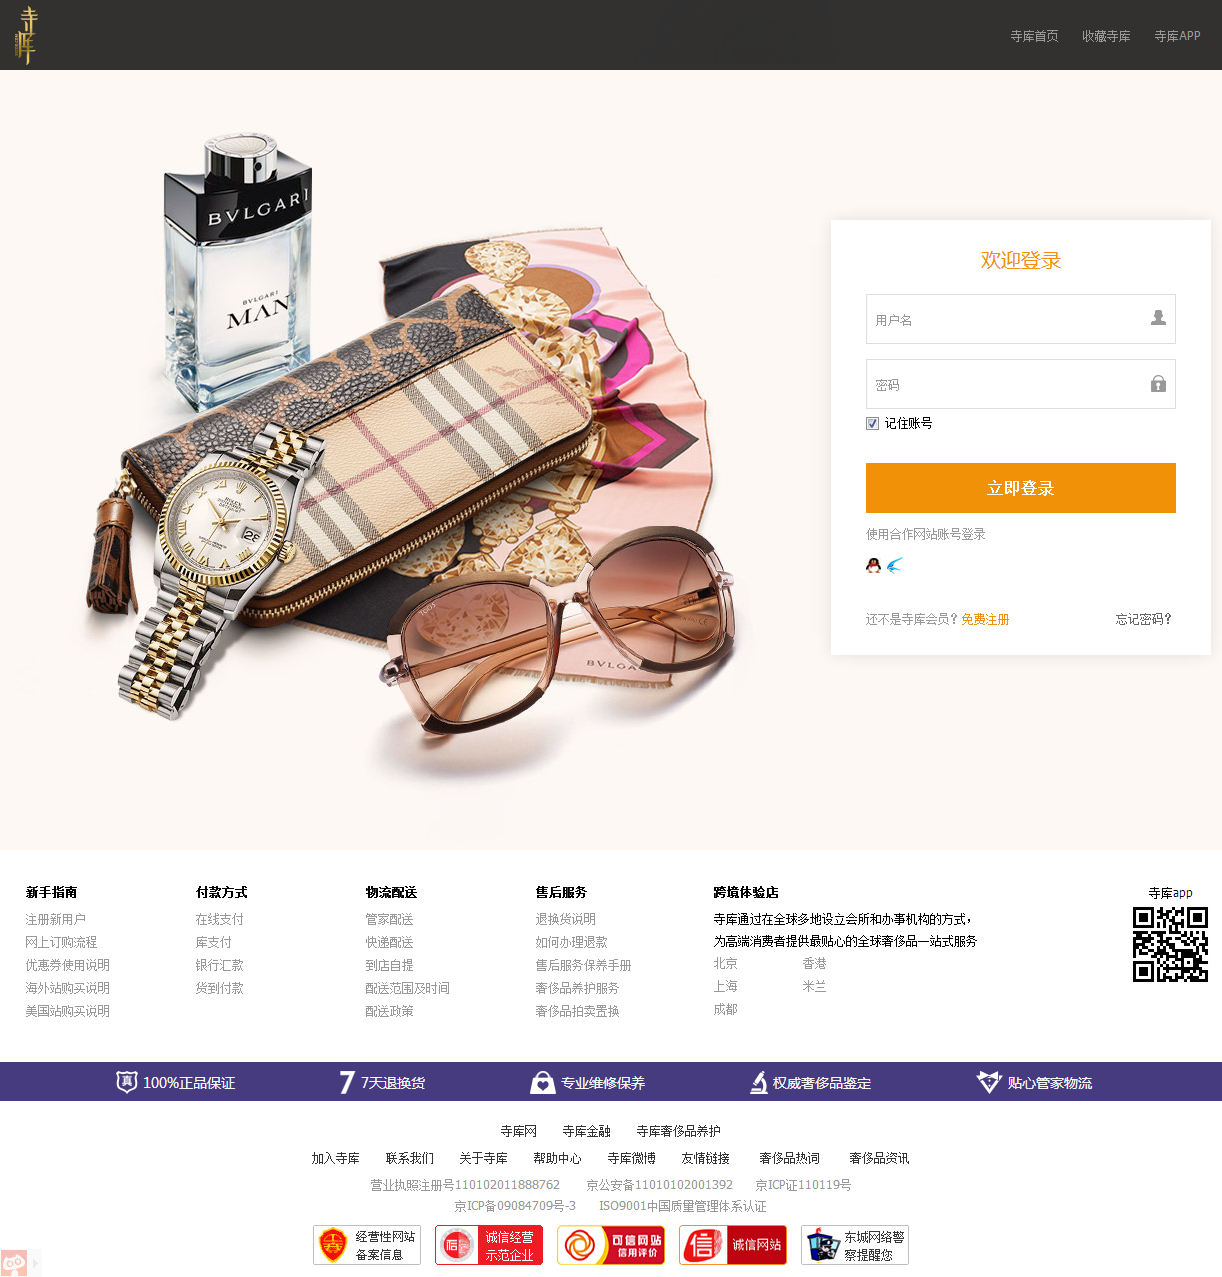 寺库
寺库首页 收藏寺库 寺库APP
BVLGARI
BVLGARI
MAN
欢迎登录
用户名
密码
记住账号
立即登录
使用合作网站账号登录
还不是寺库会员？免费注册 忘记密码？
ROLEX
TODS
BVLGA
新手指南
注册新用户
网上订购流程
优惠券使用说明
海外站购买说明
美国站购买说明
付款方式
在线支付
库支付
银行汇款
货到付款
物流配送
管家配送
快递配送
到店自提
配送范围及时间
配送政策
售后服务
退换货说明
如何办理退款
售后服务保养手册
奢侈品养护服务
奢侈品拍卖置换
跨境体验店
寺库通过在全球多地设立会所和办事机构的方式，
为高端消费者提供最贴心的全球奢侈品一站式服务
北京 香港
上海 米兰
成都
寺库app
真 100%正品保证 7 7天退换货 专业维修保养 权威奢侈品鉴定 贴心管家物流
寺库网 寺库金融 寺库奢侈品养护
加入寺库 联系我们 关于寺库 帮助中心 寺库微博 友情链接 奢侈品热词 奢侈品资讯
营业执照注册号110102011888762 京公安备11010102001392 京ICP证110119号
京ICP备09084709号-3 ISO9001中国质量管理体系认证
经营性网站
备案信息
诚信经营
示范企业
可信网站
信用评价
信 诚信网站
东城网络警
察提醒您